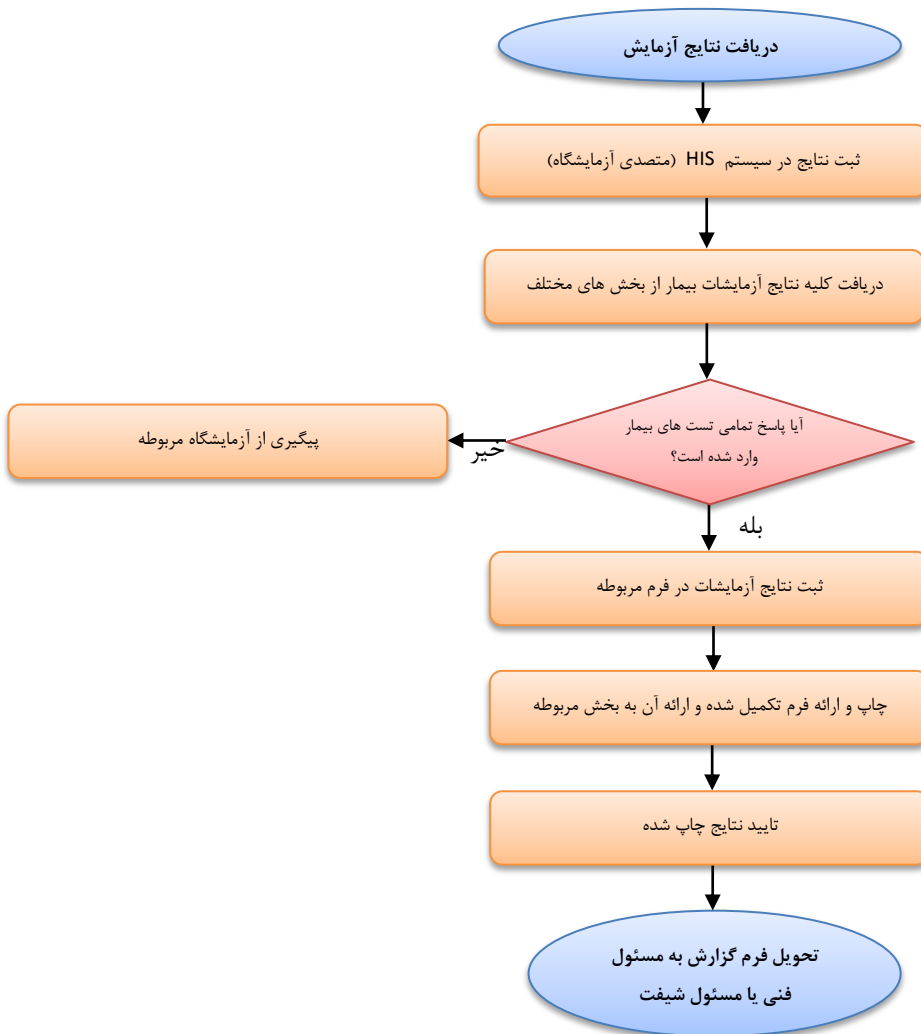 دریافت نتایج آزمایش
ثبت نتایج در سیستم HIS (متصدی آزمایشگاه)
دریافت کلیه نتایج آزمایشات بیمار از بخش های مختلف
آیا پاسخ تمامی تست های بیمار
وارد شده است؟
خیر
پیگیری از آزمایشگاه مربوطه
بله
ثبت نتایج آزمایشات در فرم مربوطه
چاپ و ارائه فرم تکمیل شده و ارائه آن به بخش مربوطه
تایید نتایج چاپ شده
تحویل فرم گزارش به مسئول
فنی یا مسئول شیفت